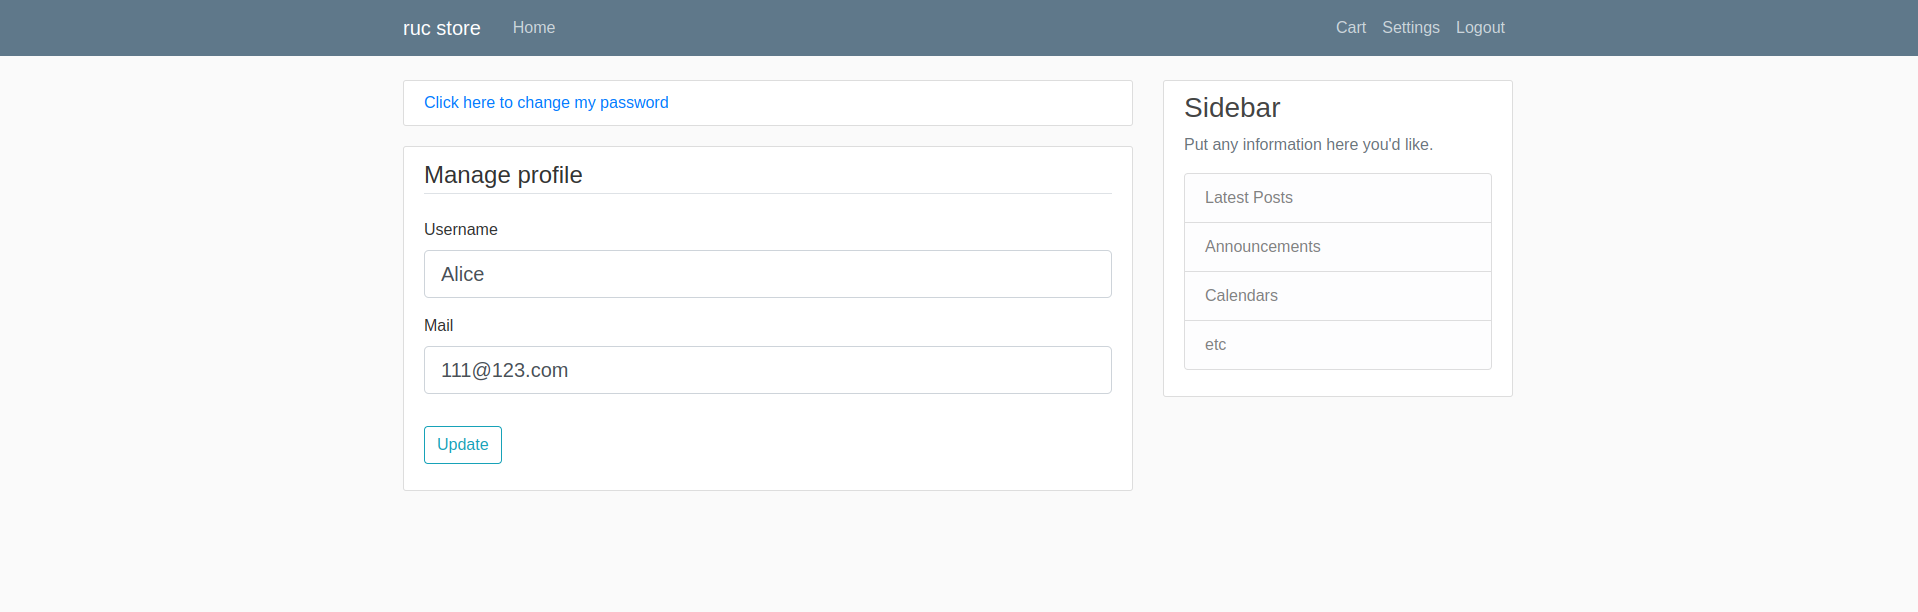 ruc store Home Cart Settings Logout
Click here to change my password
Manage profile
Username
Alice
Mail
111@123.com
Update
Sidebar
Put any information here you'd like.
Latest Posts
Announcements
Calendars
etc